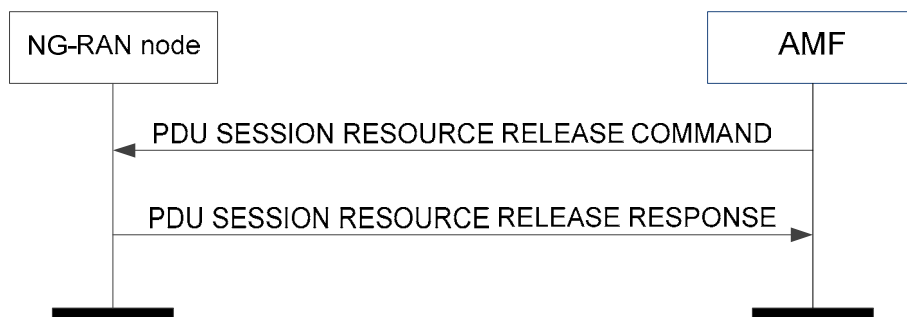 NG-RAN node
AMF
PDU SESSION RESOURCE RELEASE COMMAND
PDU SESSION RESOURCE RELEASE RESPONSE